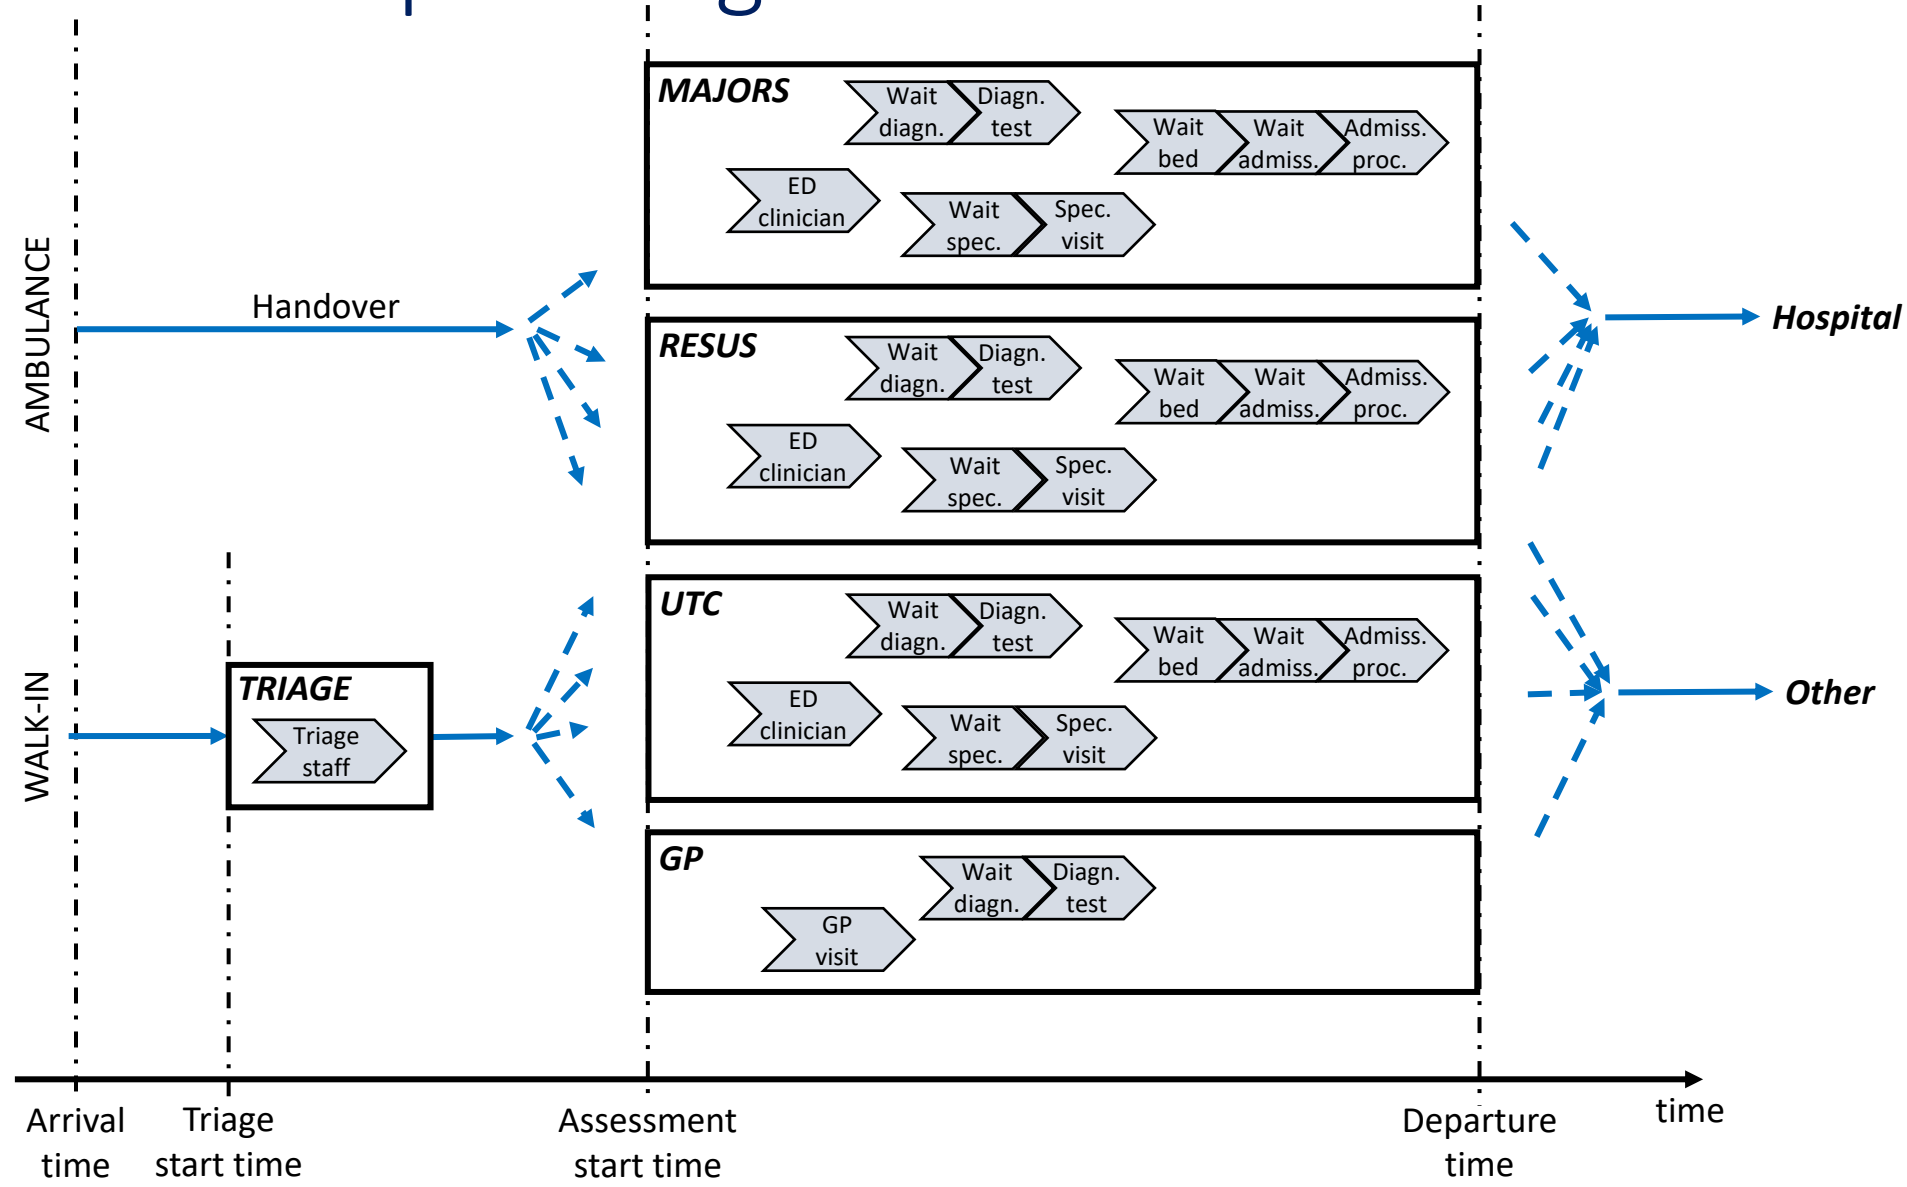 MAJORS
Wait
diagn.
Diagn.
test
Wait
bed
Wait
admiss.
Admiss.
proc.
ED
clinician
Wait
spec.
Spec.
visit
AMBULANCE
Handover
Hospital
RESUS
Wait
diagn.
Diagn.
test
Wait
bed
Wait
admiss.
Admiss.
proc.
ED
clinician
Wait
spec.
Spec.
visit
WALK-IN
TRIAGE
Triage
staff
UTC
Wait
diagn.
Diagn.
test
Wait
bed
Wait
admiss.
Admiss.
proc.
ED
clinician
Wait
spec.
Spec.
visit
Other
GP
Wait
diagn.
Diagn.
test
GP
visit
Arrival
time
Triage
start time
Assessment
start time
Departure
time
time